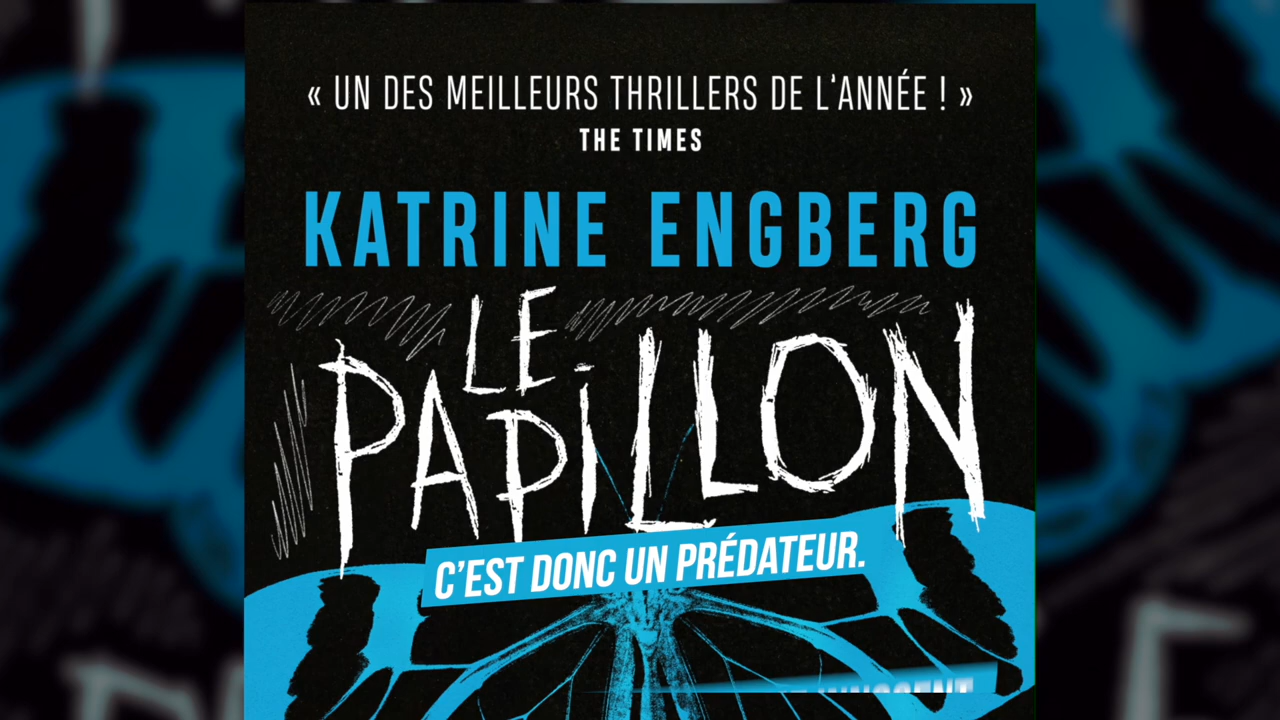 « UN DES MEILLEURS THRILLERS DE L'ANNÉE ! »
THE TIMES
KATRINE ENGBERG
LE
PAPiLLON
C'EST DONC UN PRÉDATEUR.